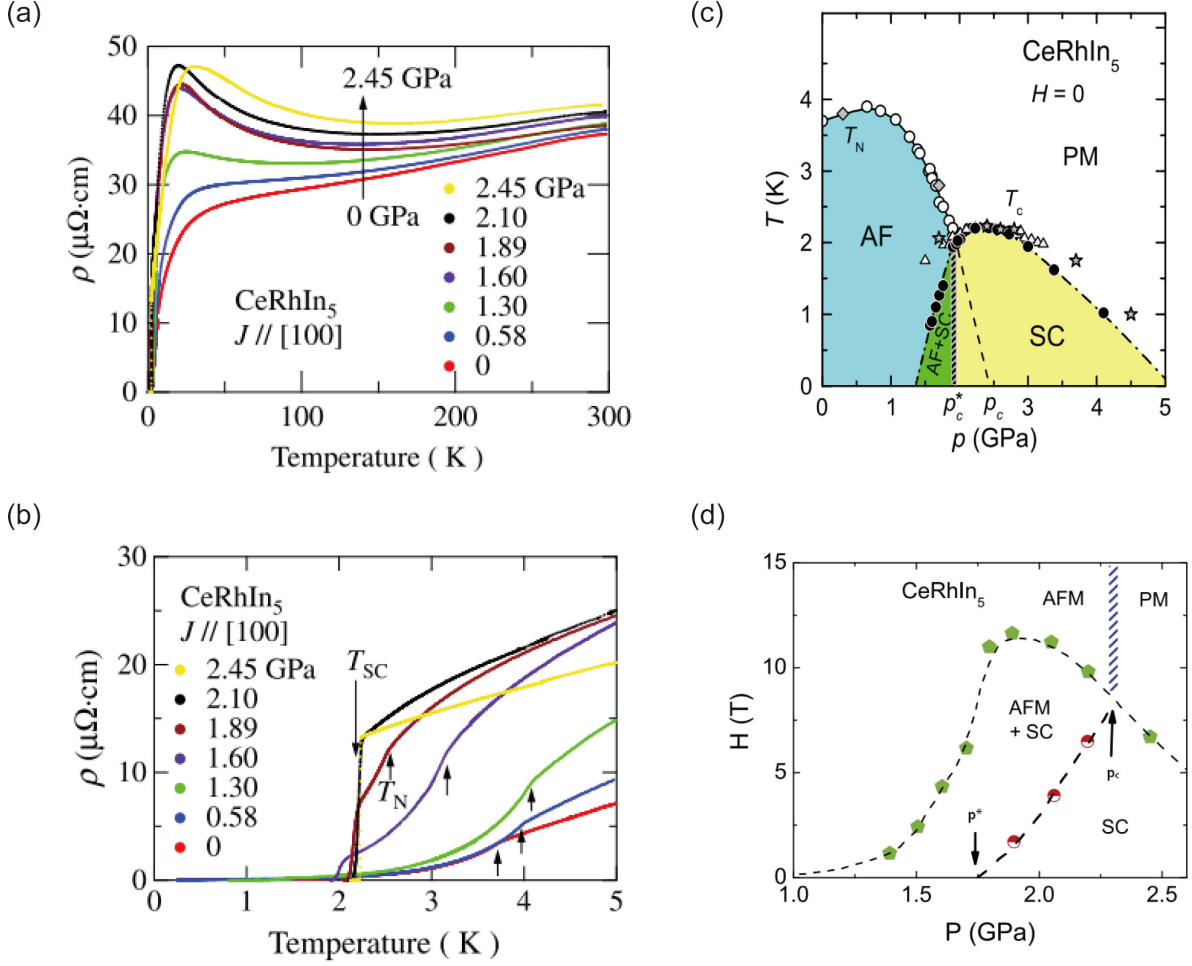 (a)
50
40
30
20
10
0
ρ (μΩ·cm)
2.45 GPa
0 GPa
2.45 GPa
2.10
1.89
1.60
1.30
0.58
0
CeRhIn5
J // [100]
0
100
200
300
Temperature ( K )
(b)
30
20
10
0
ρ (μΩ·cm)
CeRhIn5
J // [100]
2.45 GPa
2.10
1.89
1.60
1.30
0.58
0
TSC
TN
0
1
2
3
4
5
Temperature ( K )
(c)
CeRhIn5
H = 0
4
3
2
1
0
T (K)
TN
AF
PM
Tc
AF+SC
SC
0
1
pc*
pc
3
4
5
p (GPa)
(d)
15
10
5
0
H (T)
CeRhIn5
AFM
PM
AFM
+ SC
p*
pc
SC
1.0
1.5
2.0
2.5
P (GPa)